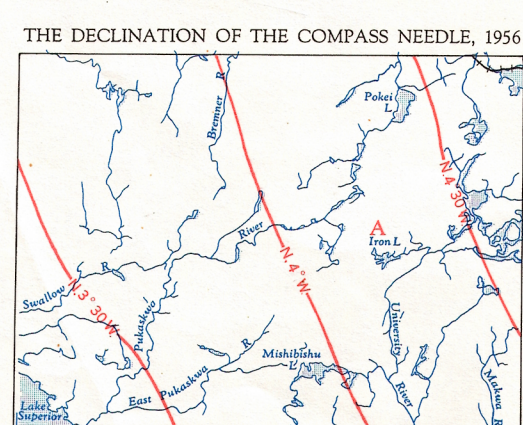 THE DECLINATION OF THE COMPASS NEEDLE, 1956
Bremner R
Pokei
L
N.4°30'W.
A
Iron L
River
N.4°W.
Swallow R
N.3°30'W.
Pukaskwa
University
River
Mishibishu
L
East Pukaskwa R
Makwa
R
Lake
Superior